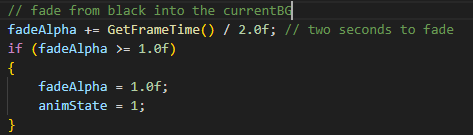 // fade from black into the currentBG
fadeAlpha += GetFrameTime() / 2.0f; // two seconds to fade
if (fadeAlpha >= 1.0f)
{
    fadeAlpha = 1.0f;
    animState = 1;
}